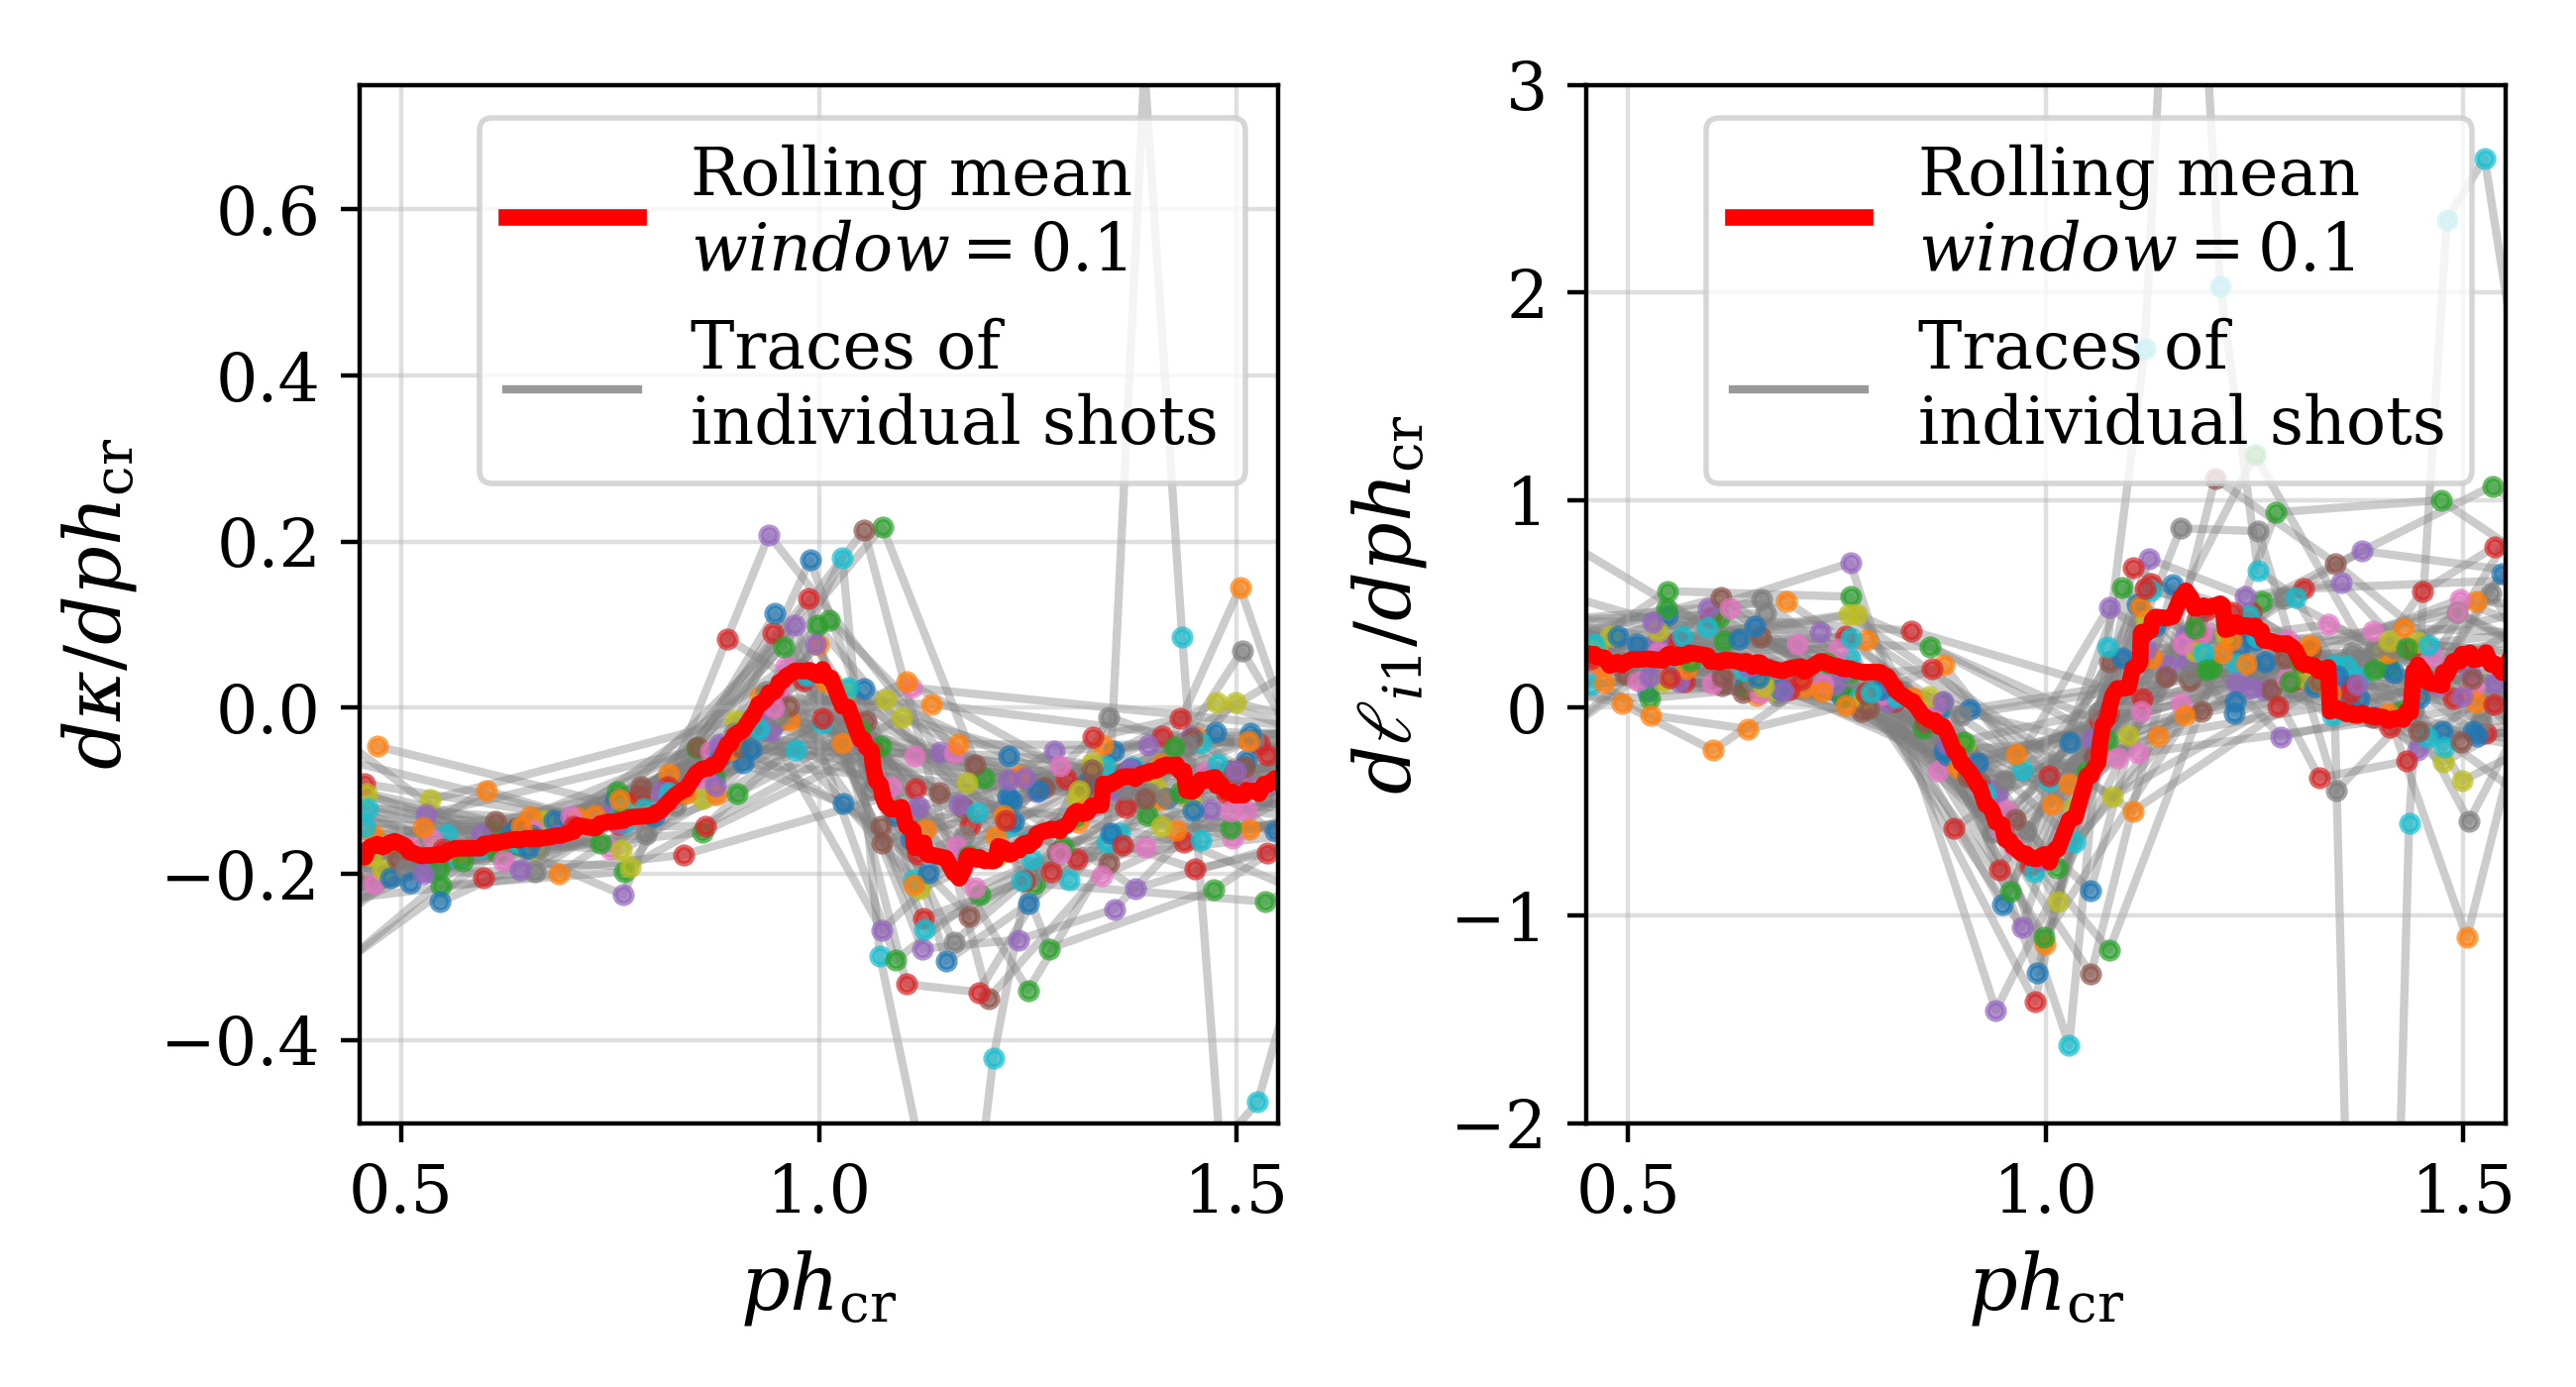 Rolling mean
window = 0.1
Traces of
individual shots
0.6
0.4
0.2
0.0
−0.2
−0.4
0.5
1.0
1.5
dκ/dph_cr
ph_cr
Rolling mean
window = 0.1
Traces of
individual shots
3
2
1
0
−1
−2
0.5
1.0
1.5
dℓ_i1/dph_cr
ph_cr